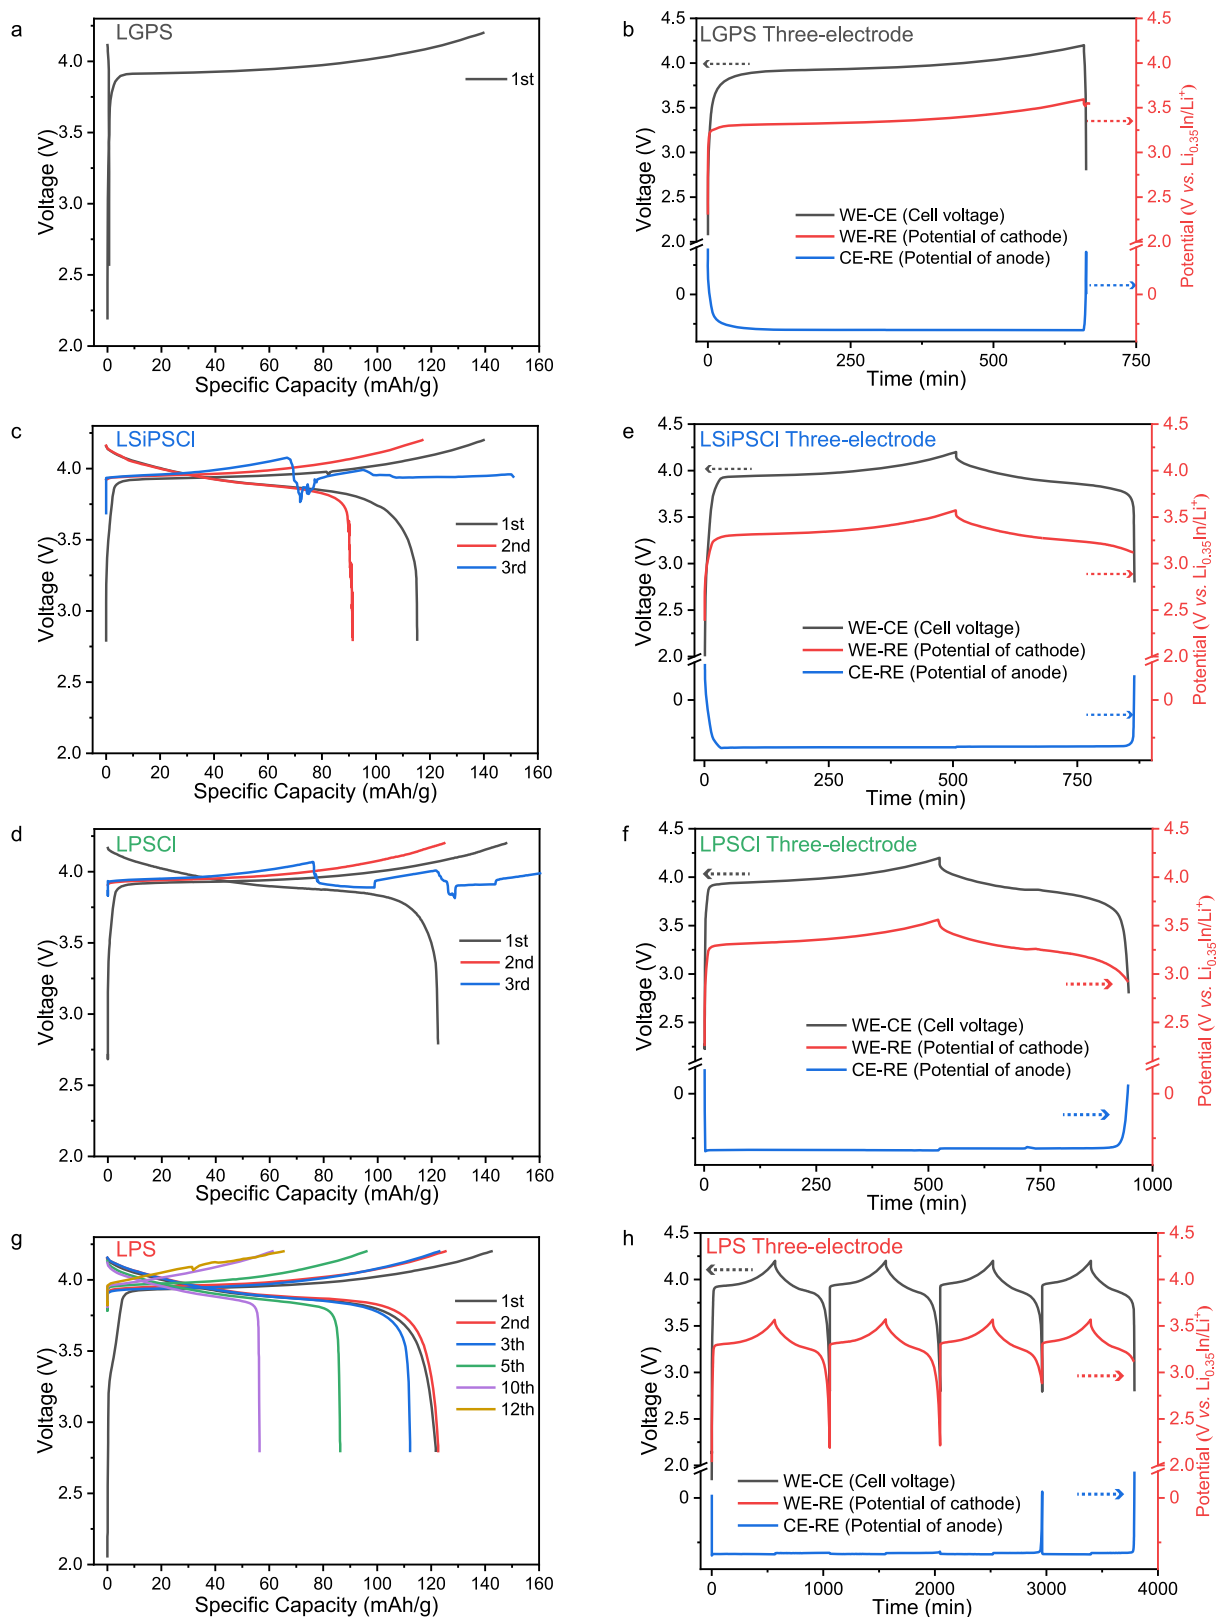 a
LGPS
1st
4.0
3.5
3.0
2.5
2.0
Voltage (V)
0 20 40 60 80 100 120 140 160
Specific Capacity (mAh/g)
b
LGPS Three-electrode
4.5
4.0
3.5
3.0
2.5
2.0
0
Voltage (V)
WE-CE (Cell voltage)
WE-RE (Potential of cathode)
CE-RE (Potential of anode)
4.5
4.0
3.5
3.0
2.5
2.0
0
Potential (V vs. Li0.35In/Li+)
0 250 500 750
Time (min)
c
LSiPSCl
1st
2nd
3rd
4.0
3.5
3.0
2.5
2.0
Voltage (V)
0 20 40 60 80 100 120 140 160
Specific Capacity (mAh/g)
e
LSiPSCl Three-electrode
4.5
4.0
3.5
3.0
2.5
2.0
0
Voltage (V)
WE-CE (Cell voltage)
WE-RE (Potential of cathode)
CE-RE (Potential of anode)
4.5
4.0
3.5
3.0
2.5
2.0
0
Potential (V vs. Li0.35In/Li+)
0 250 500 750
Time (min)
d
LPSCl
1st
2nd
3rd
4.0
3.5
3.0
2.5
2.0
Voltage (V)
0 20 40 60 80 100 120 140 160
Specific Capacity (mAh/g)
f
LPSCl Three-electrode
4.5
4.0
3.5
3.0
2.5
0
Voltage (V)
WE-CE (Cell voltage)
WE-RE (Potential of cathode)
CE-RE (Potential of anode)
4.5
4.0
3.5
3.0
2.5
0
Potential (V vs. Li0.35In/Li+)
0 250 500 750 1000
Time (min)
g
LPS
1st
2nd
3th
5th
10th
12th
4.0
3.5
3.0
2.5
2.0
Voltage (V)
0 20 40 60 80 100 120 140 160
Specific Capacity (mAh/g)
h
LPS Three-electrode
4.5
4.0
3.5
3.0
2.5
2.0
0
Voltage (V)
WE-CE (Cell voltage)
WE-RE (Potential of cathode)
CE-RE (Potential of anode)
4.5
4.0
3.5
3.0
2.5
2.0
0
Potential (V vs. Li0.35In/Li+)
0 1000 2000 3000 4000
Time (min)